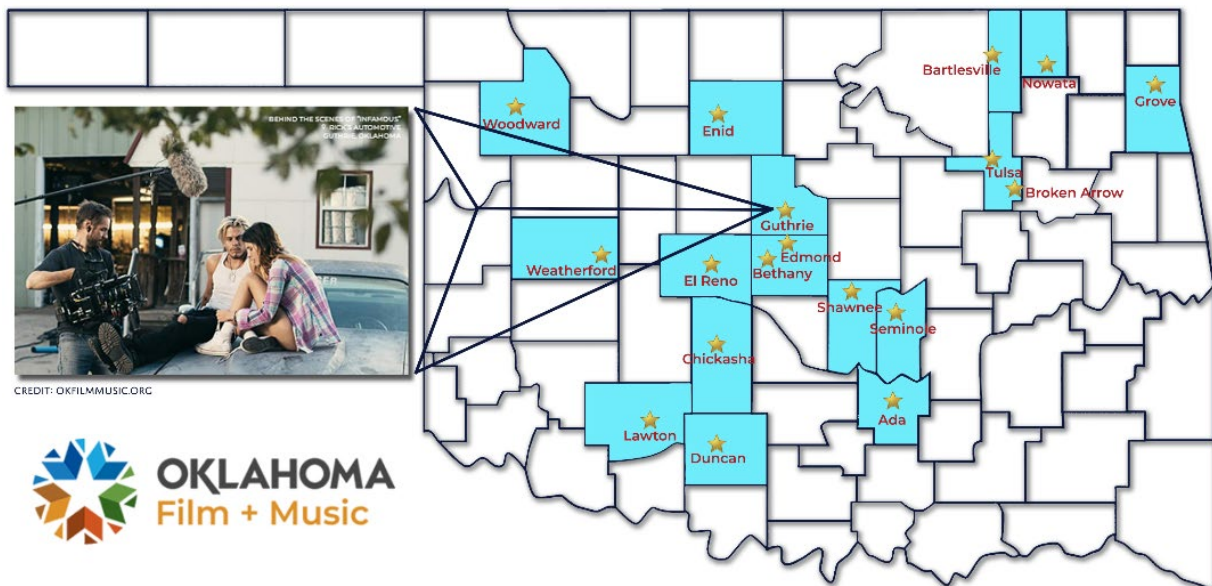 BEHIND THE SCENES OF "INFAMOUS"
R. RICK'S AUTOMOTIVE
GUTHRIE, OKLAHOMA
CREDIT: OKFILMMUSIC.ORG
OKLAHOMA
Film + Music
Bartlesville
Nowata
Grove
Woodward
Enid
Tulsa
Broken Arrow
Guthrie
Edmond
Bethany
Weatherford
El Reno
Shawnee
Seminole
Chickasha
Ada
Lawton
Duncan